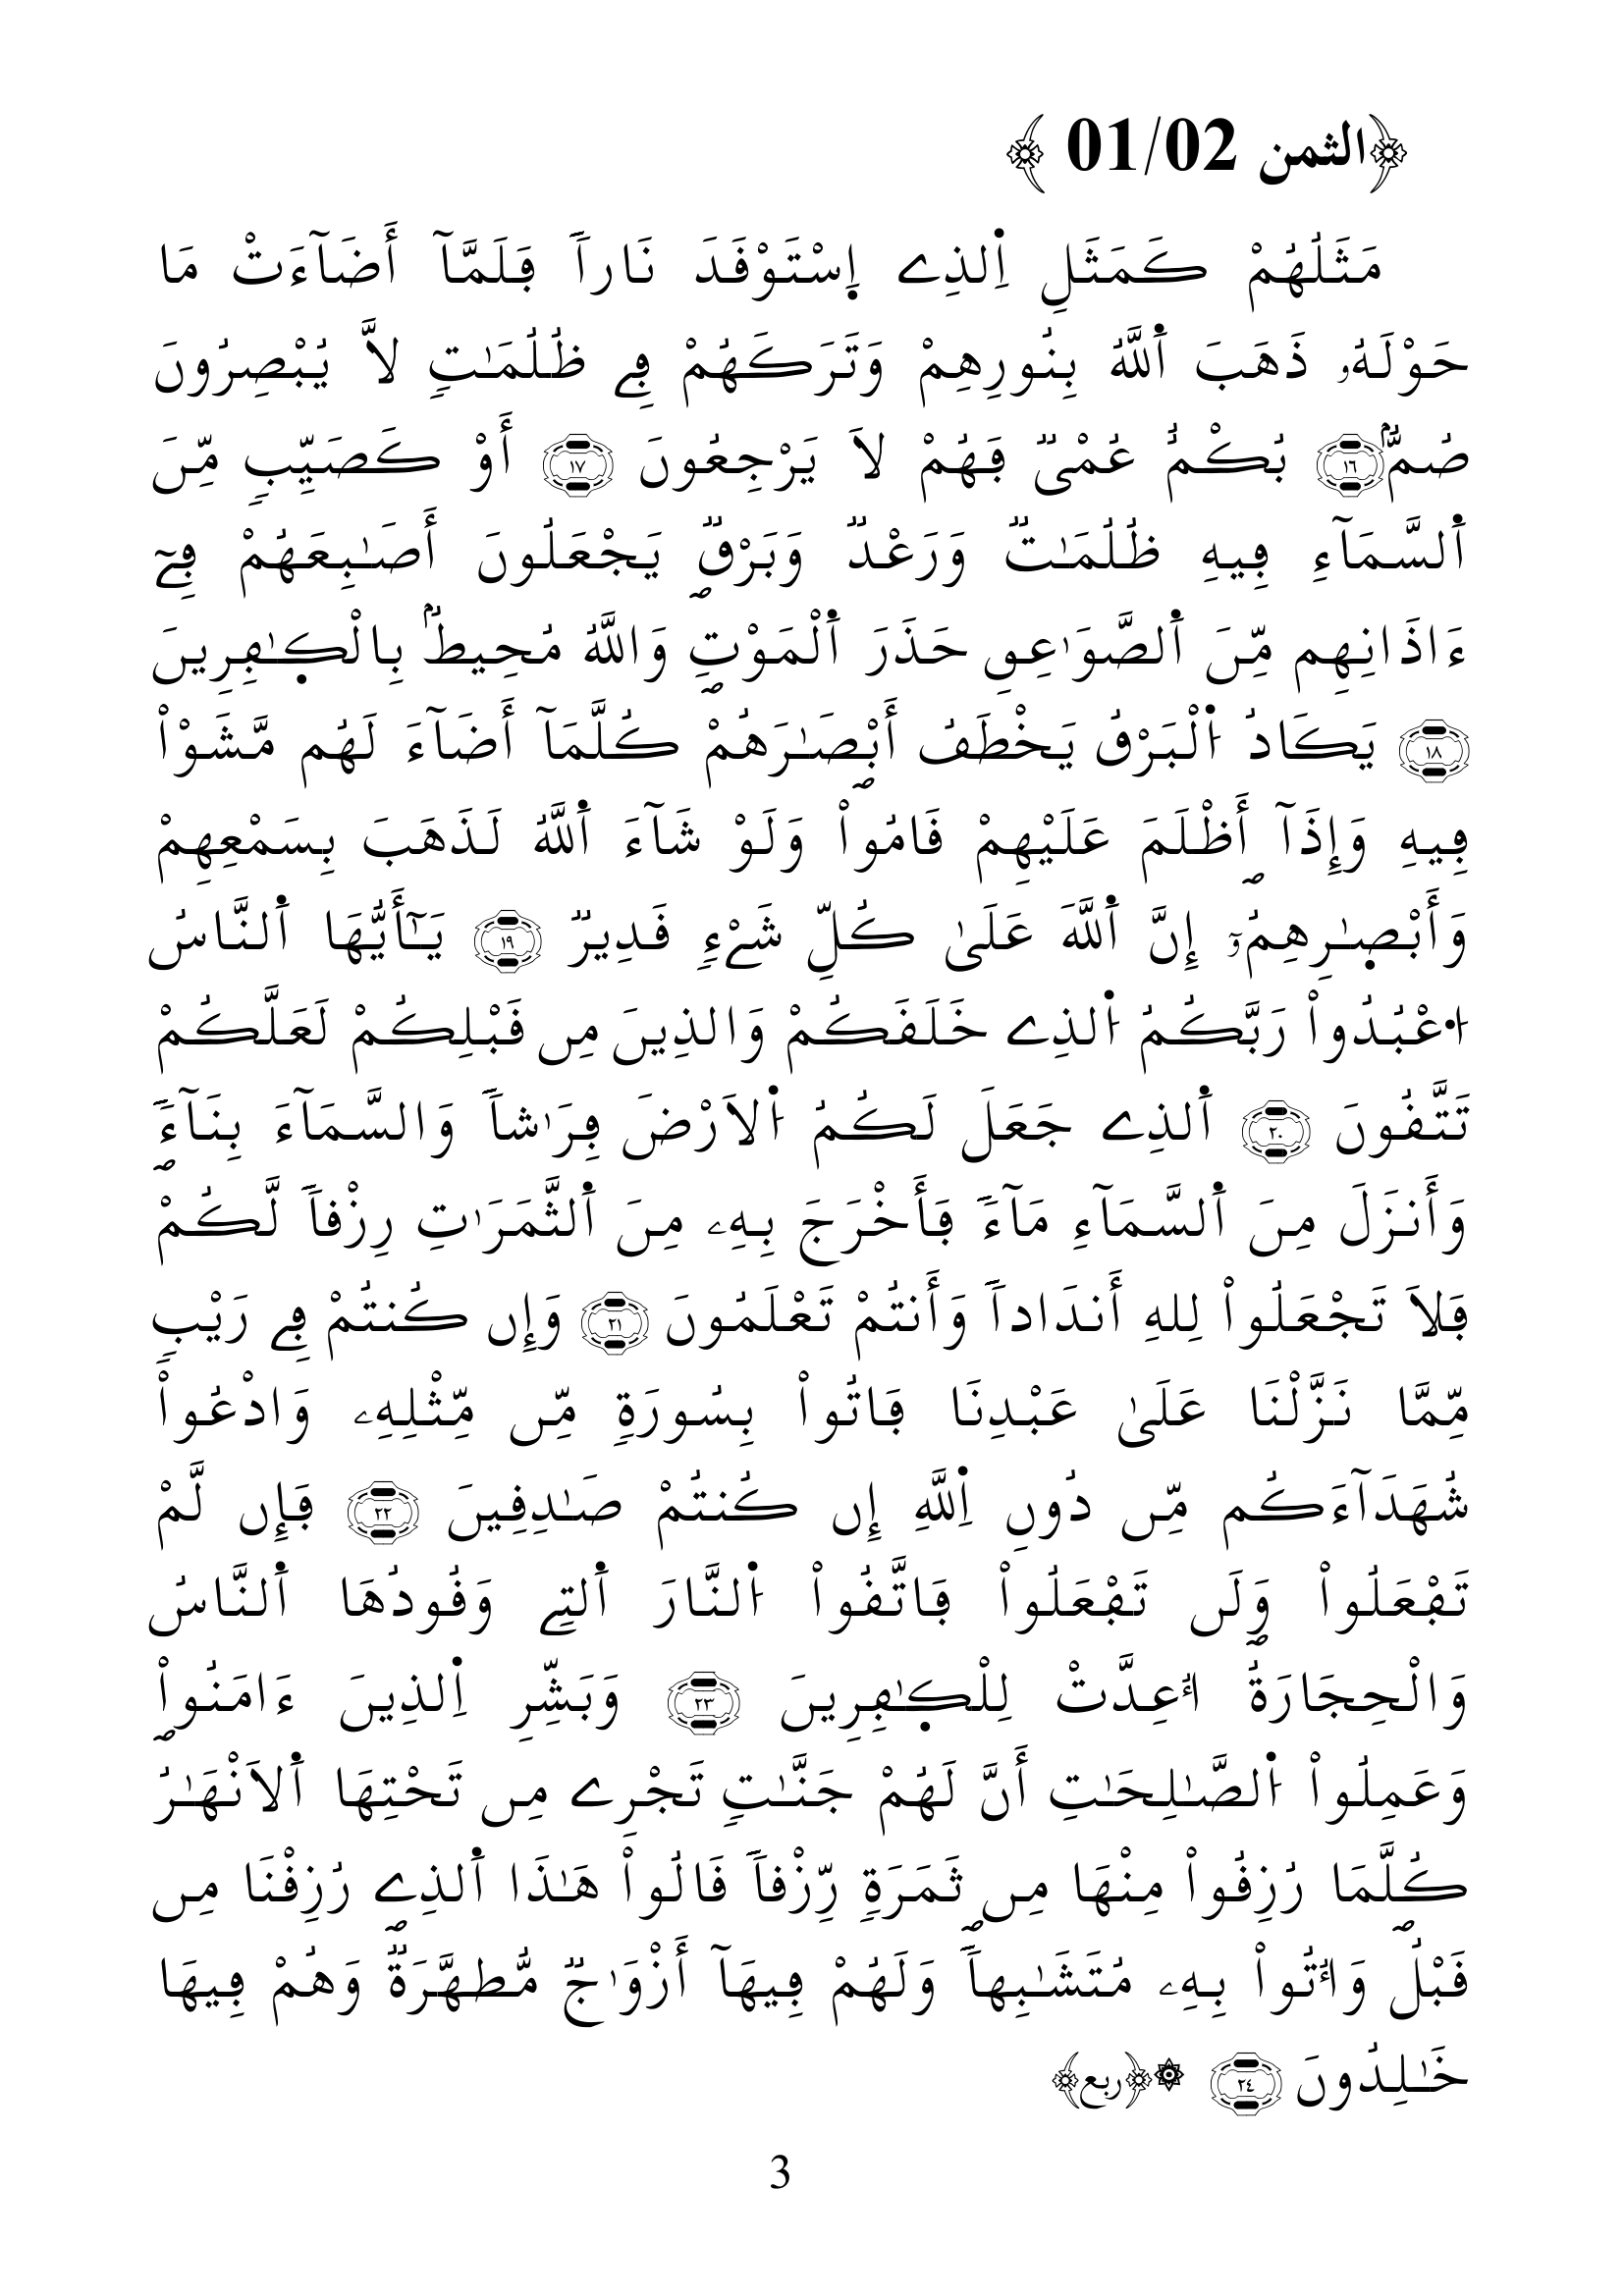 ﴿الثمن 01/02 ﴾
مَثَلُهُمْ كَمَثَلِ اِ۬لذِے اِ۪سْتَوْقَدَ نَاراٗ فَلَمَّآ أَضَآءَتْ مَا
حَوْلَهُۥ ذَهَبَ اَ۬للَّهُ بِنُورِهِمْ وَتَرَكَهُمْ فِے ظُلُمَٰتٖ لاَّ يُبْصِرُونَ
صُمُّۢ ١٦ بُكْمٌ عُمْىٞ فَهُمْ لاَ يَرْجِعُونَ ١٧ أَوْ كَصَيِّبٖ مِّنَ
اَ۬لسَّمَآءِ فِيهِ ظُلُمَٰتٞ وَرَعْدٞ وَبَرْقٞۖ يَجْعَلُونَ أَصَٰبِعَهُمْ فِےٓ
ءَاذَانِهِم مِّنَ اَ۬لصَّوَٰعِقِ حَذَرَ اَ۬لْمَوْتِۖ وَاللَّهُ مُحِيطُۢ بِالْكٰ۪فِرِينَ
١٨ يَكَادُ اُ۬لْبَرْقُ يَخْطَفُ أَبْصَٰرَهُمْۖ كُلَّمَآ أَضَآءَ لَهُم مَّشَوْاْ
فِيهِ وَإِذَآ أَظْلَمَ عَلَيْهِمْ قَامُواْۖ وَلَوْ شَآءَ اَ۬للَّهُ لَذَهَبَ بِسَمْعِهِمْ
وَأَبْصٰ۪رِهِمُۥٓ إِنَّ اَ۬للَّهَ عَلَىٰ كُلِّ شَےْءٖ قَدِيرٞ ١٩ يَٰٓأَيُّهَا اَ۬لنَّاسُ
اُ۟عْبُدُواْ رَبَّكُمُ اُ۬لذِے خَلَقَكُمْ وَالذِينَ مِن قَبْلِكُمْ لَعَلَّكُمْ
تَتَّقُونَ ٢٠ اَ۬لذِے جَعَلَ لَكُمُ اُ۬لاَرْضَ فِرَٰشاٗ وَالسَّمَآءَ بِنَآءٗۖ
وَأَنزَلَ مِنَ اَ۬لسَّمَآءِ مَآءٗ فَأَخْرَجَ بِهِۦ مِنَ اَ۬لثَّمَرَٰتِ رِزْقاٗ لَّكُمْ
فَلاَ تَجْعَلُواْ لِلهِ أَندَاداٗ وَأَنتُمْ تَعْلَمُونَ ٢١ وَإِن كُنتُمْ فِے رَيْبٖ
مِّمَّا نَزَّلْنَا عَلَىٰ عَبْدِنَا فَاتُواْ بِسُورَةٖ مِّن مِّثْلِهِۦ وَادْعُواْ
شُهَدَآءَكُم مِّن دُونِ اِ۬للَّهِ إِن كُنتُمْ صَٰدِقِينَ ٢٢ فَإِن لَّمْ
تَفْعَلُواْ وَلَن تَفْعَلُواْ فَاتَّقُواْ اُ۬لنَّارَ اَ۬لتِے وَقُودُهَا اَ۬لنَّاسُ
وَالْحِجَارَةُۖ ا۟عِدَّتْ لِلْكٰ۪فِرِينَ ٢٣ وَبَشِّرِ اِ۬لذِينَ ءَامَنُواْ
وَعَمِلُواْ اُ۬لصَّٰلِحَٰتِ أَنَّ لَهُمْ جَنَّٰتٖ تَجْرِے مِن تَحْتِهَا اَ۬لاَنْهَٰرُۖ
كُلَّمَا رُزِقُواْ مِنْهَا مِن ثَمَرَةٖ رِّزْقاٗ قَالُواْ هَٰذَا اَ۬لذِے رُزِقْنَا مِن
قَبْلُۖ وَا۟تُواْ بِهِۦ مُتَشَٰبِهاٗۖ وَلَهُمْ فِيهَآ أَزْوَٰجٞ مُّطَهَّرَةٞۖ وَهُمْ فِيهَا
خَٰلِدُونَ ٢٤ ۞﴿ربع﴾
3